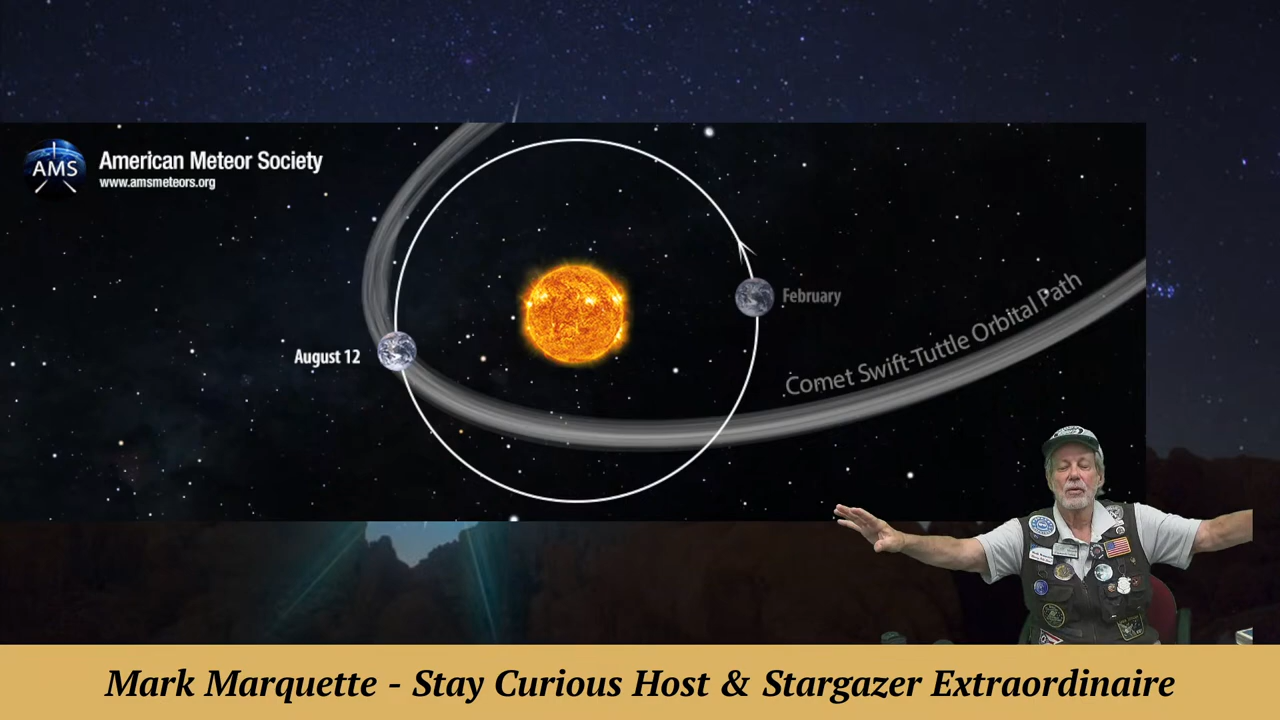 AMS
American Meteor Society
www.amsmeteors.org
February
August 12
Comet Swift-Tuttle Orbital Path
Mark Marquette - Stay Curious Host & Stargazer Extraordinaire